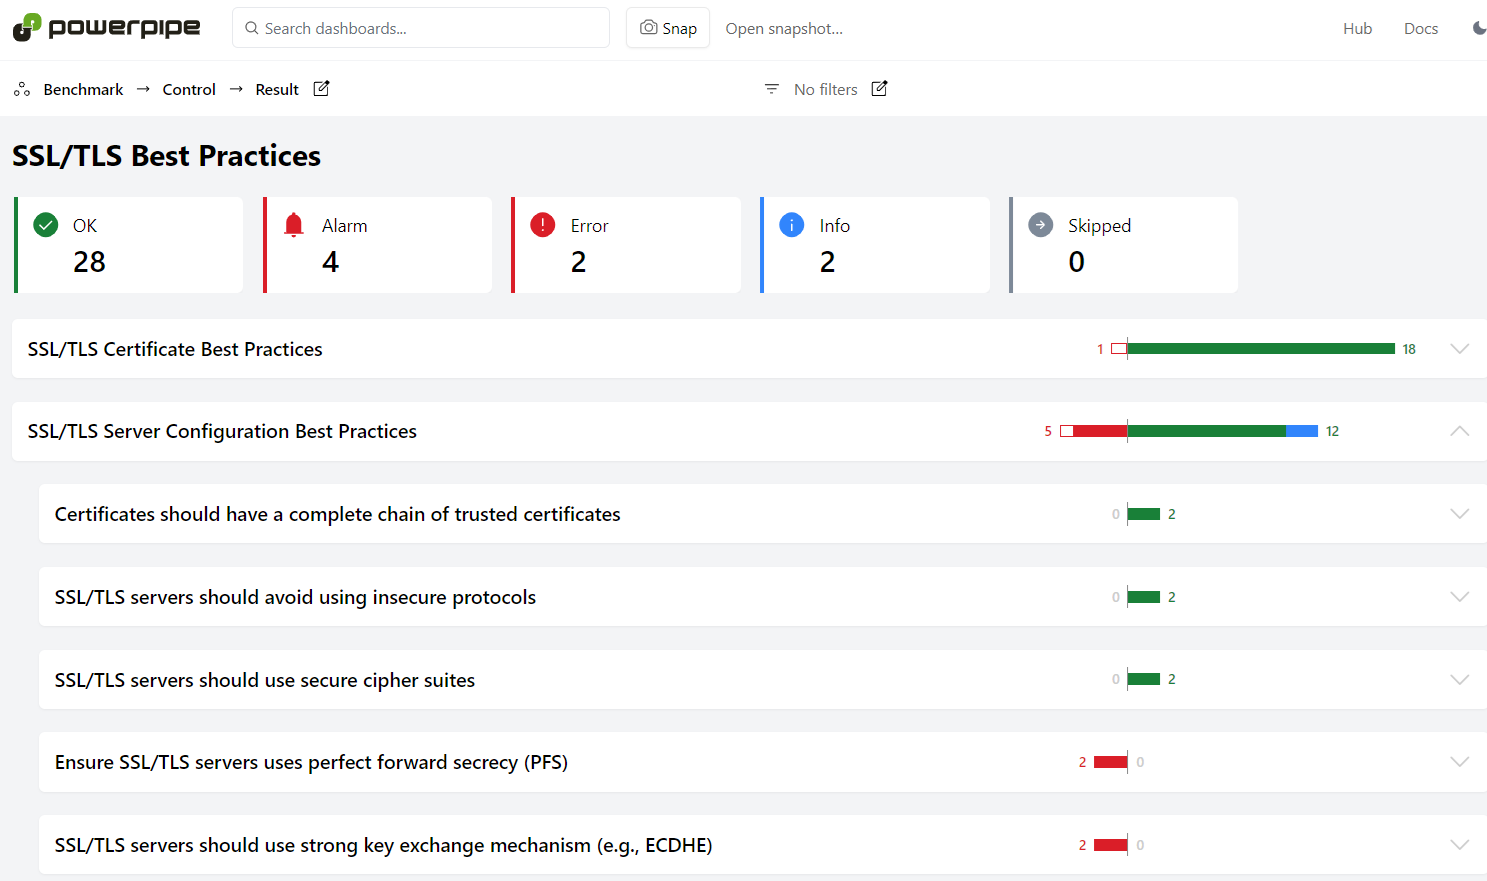 powerpipe Search dashboards... Snap Open snapshot... Hub Docs
Benchmark → Control → Result No filters
SSL/TLS Best Practices
OK Alarm Error Info Skipped
28 4 2 2 0
SSL/TLS Certificate Best Practices 1 18
SSL/TLS Server Configuration Best Practices 5 12
Certificates should have a complete chain of trusted certificates 0 2
SSL/TLS servers should avoid using insecure protocols 0 2
SSL/TLS servers should use secure cipher suites 0 2
Ensure SSL/TLS servers uses perfect forward secrecy (PFS) 2 0
SSL/TLS servers should use strong key exchange mechanism (e.g., ECDHE) 2 0